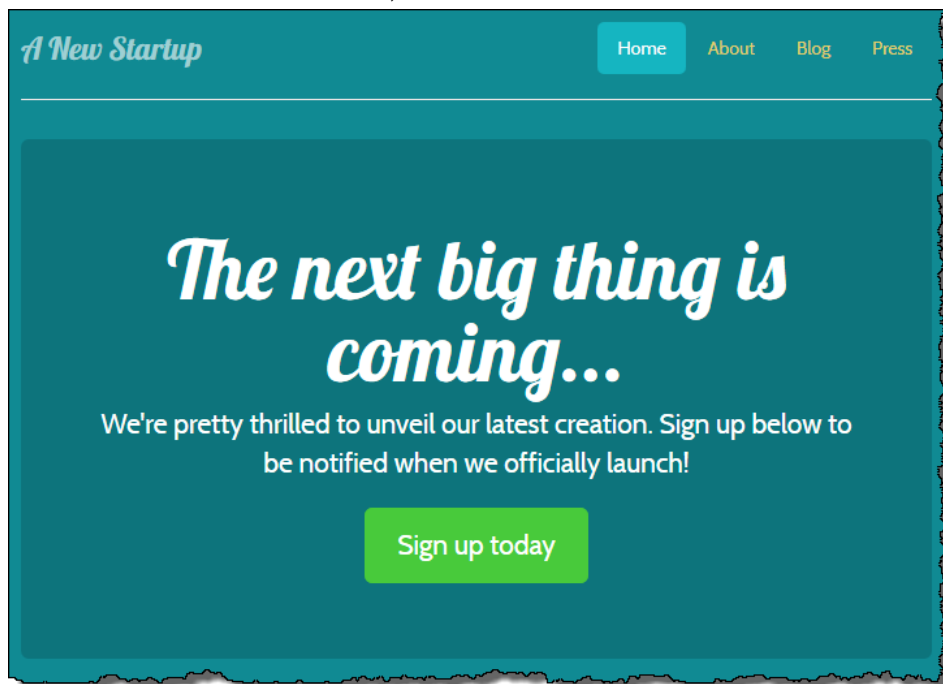 A New Startup
Home About Blog Press
The next big thing is
coming...
We're pretty thrilled to unveil our latest creation. Sign up below to
be notified when we officially launch!
Sign up today